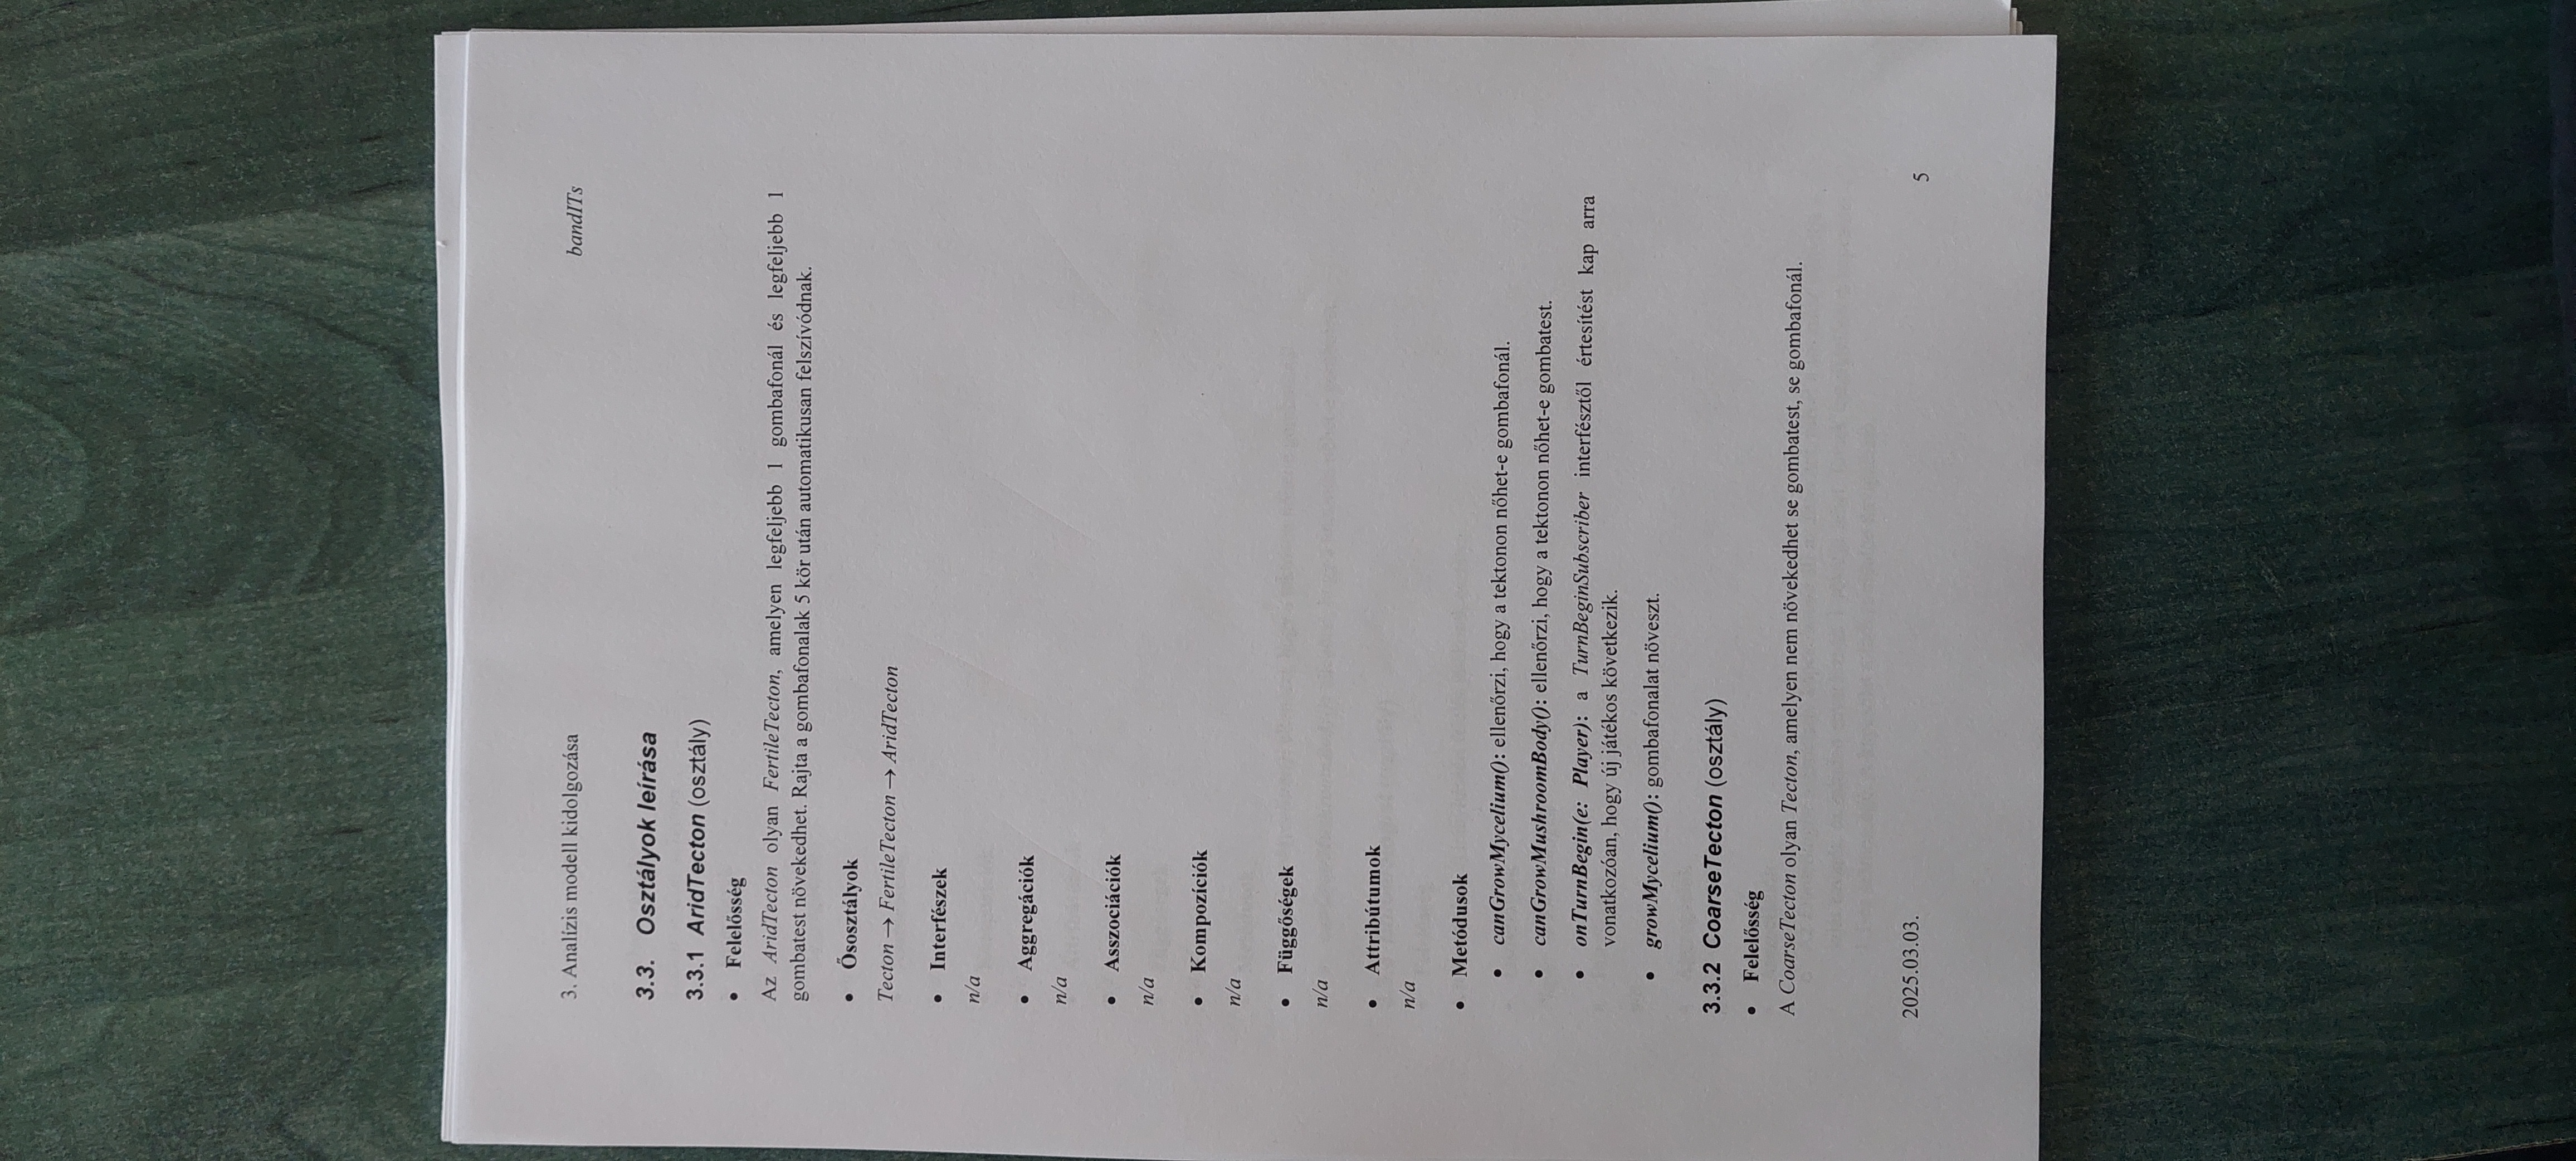 3. Analízis modell kidolgozása
bandITs
3.3. Osztályok leírása
3.3.1 AridTecton (osztály)
• Felelősség
Az AridTecton olyan FertileTecton, amelyen legfeljebb 1 gombafonál és legfeljebb 1
gombatest növekedhet. Rajta a gombafonalak 5 kör után automatikusan felszívódnak.
• Ősosztályok
Tecton → FertileTecton → AridTecton
• Interfészek
n/a
• Aggregációk
n/a
• Asszociációk
n/a
• Kompozíciók
n/a
• Függőségek
n/a
• Attribútumok
n/a
• Metódusok
• canGrowMycelium(): ellenőrzi, hogy a tektonon nőhet-e gombafonál.
• canGrowMushroomBody(): ellenőrzi, hogy a tektonon nőhet-e gombatest.
• onTurnBegin(e: Player): a TurnBeginSubscriber interfésztől értesítést kap arra
vonatkozóan, hogy új játékos következik.
• growMycelium(): gombafonalat növeszt.
3.3.2 CoarseTecton (osztály)
• Felelősség
A CoarseTecton olyan Tecton, amelyen nem növekedhet se gombatest, se gombafonál.
2025.03.03.
5